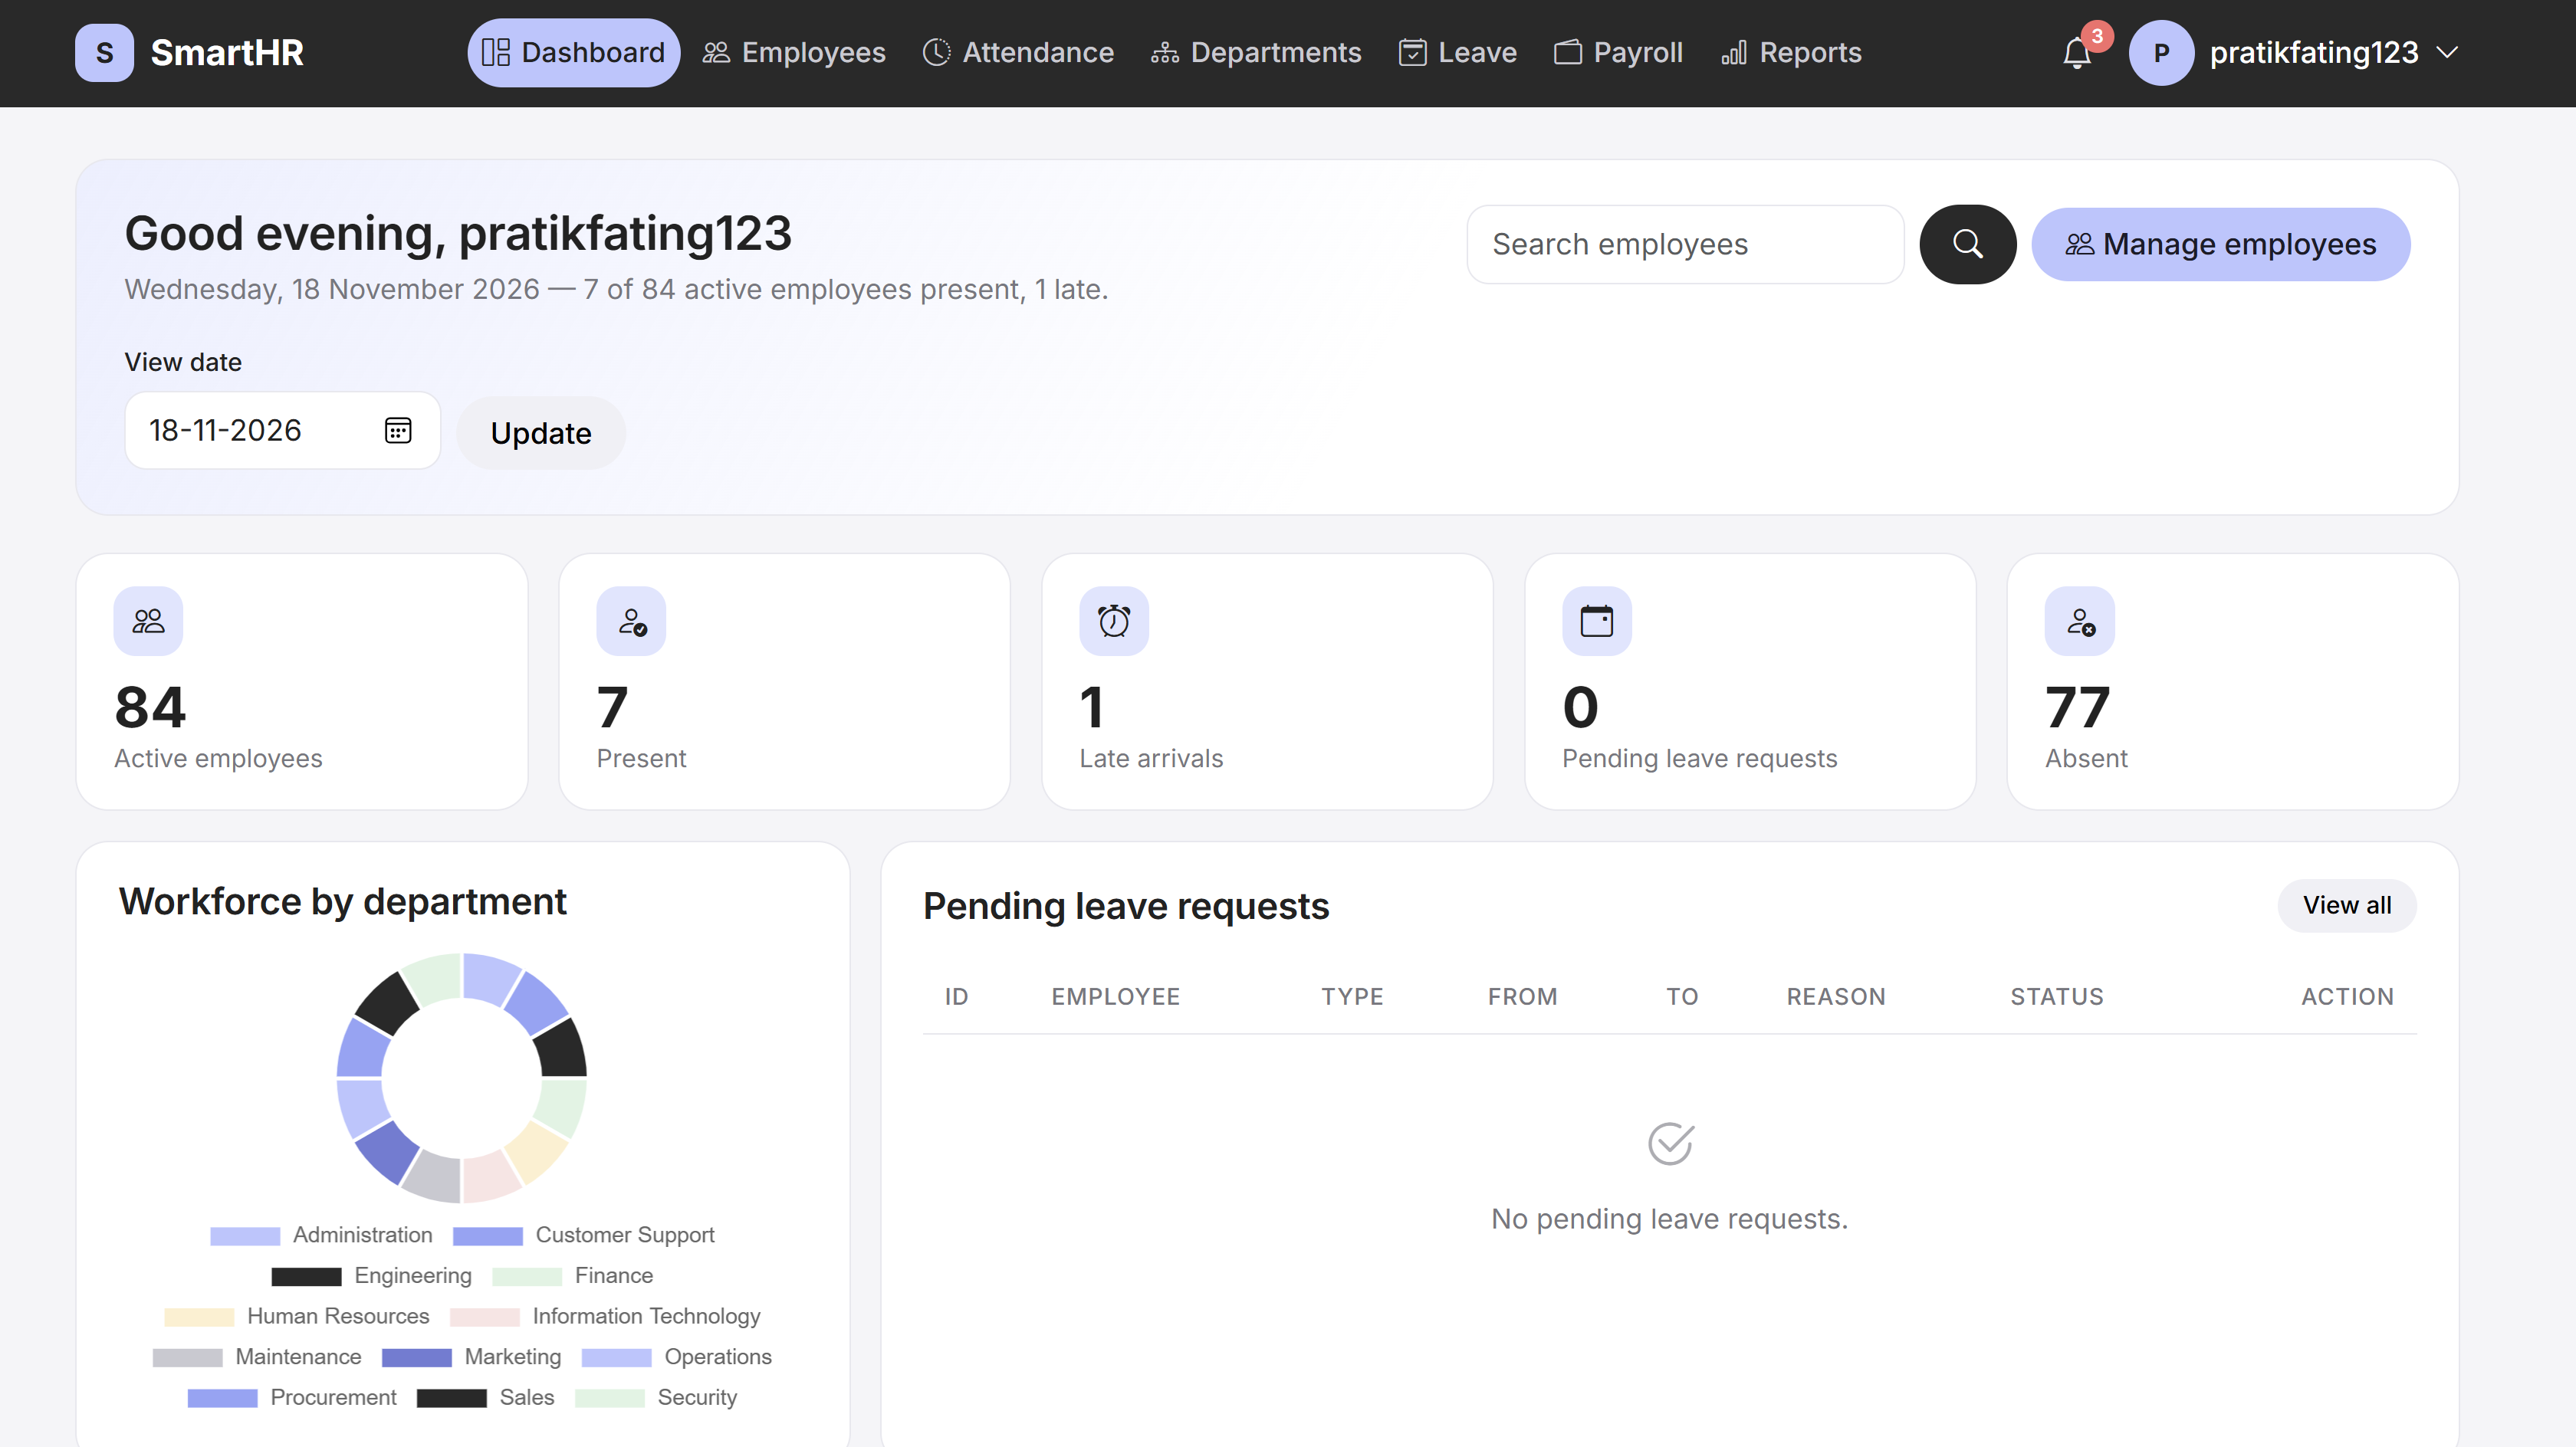 S SmartHR Dashboard Employees Attendance Departments Leave Payroll Reports 3 P pratikfating123
Good evening, pratikfating123
Wednesday, 18 November 2026 — 7 of 84 active employees present, 1 late.
Search employees
Manage employees
View date
18-11-2026
Update
84
Active employees
7
Present
1
Late arrivals
0
Pending leave requests
77
Absent
Workforce by department
Administration Customer Support
Engineering Finance
Human Resources Information Technology
Maintenance Marketing Operations
Procurement Sales Security
Pending leave requests
View all
ID EMPLOYEE TYPE FROM TO REASON STATUS ACTION
No pending leave requests.